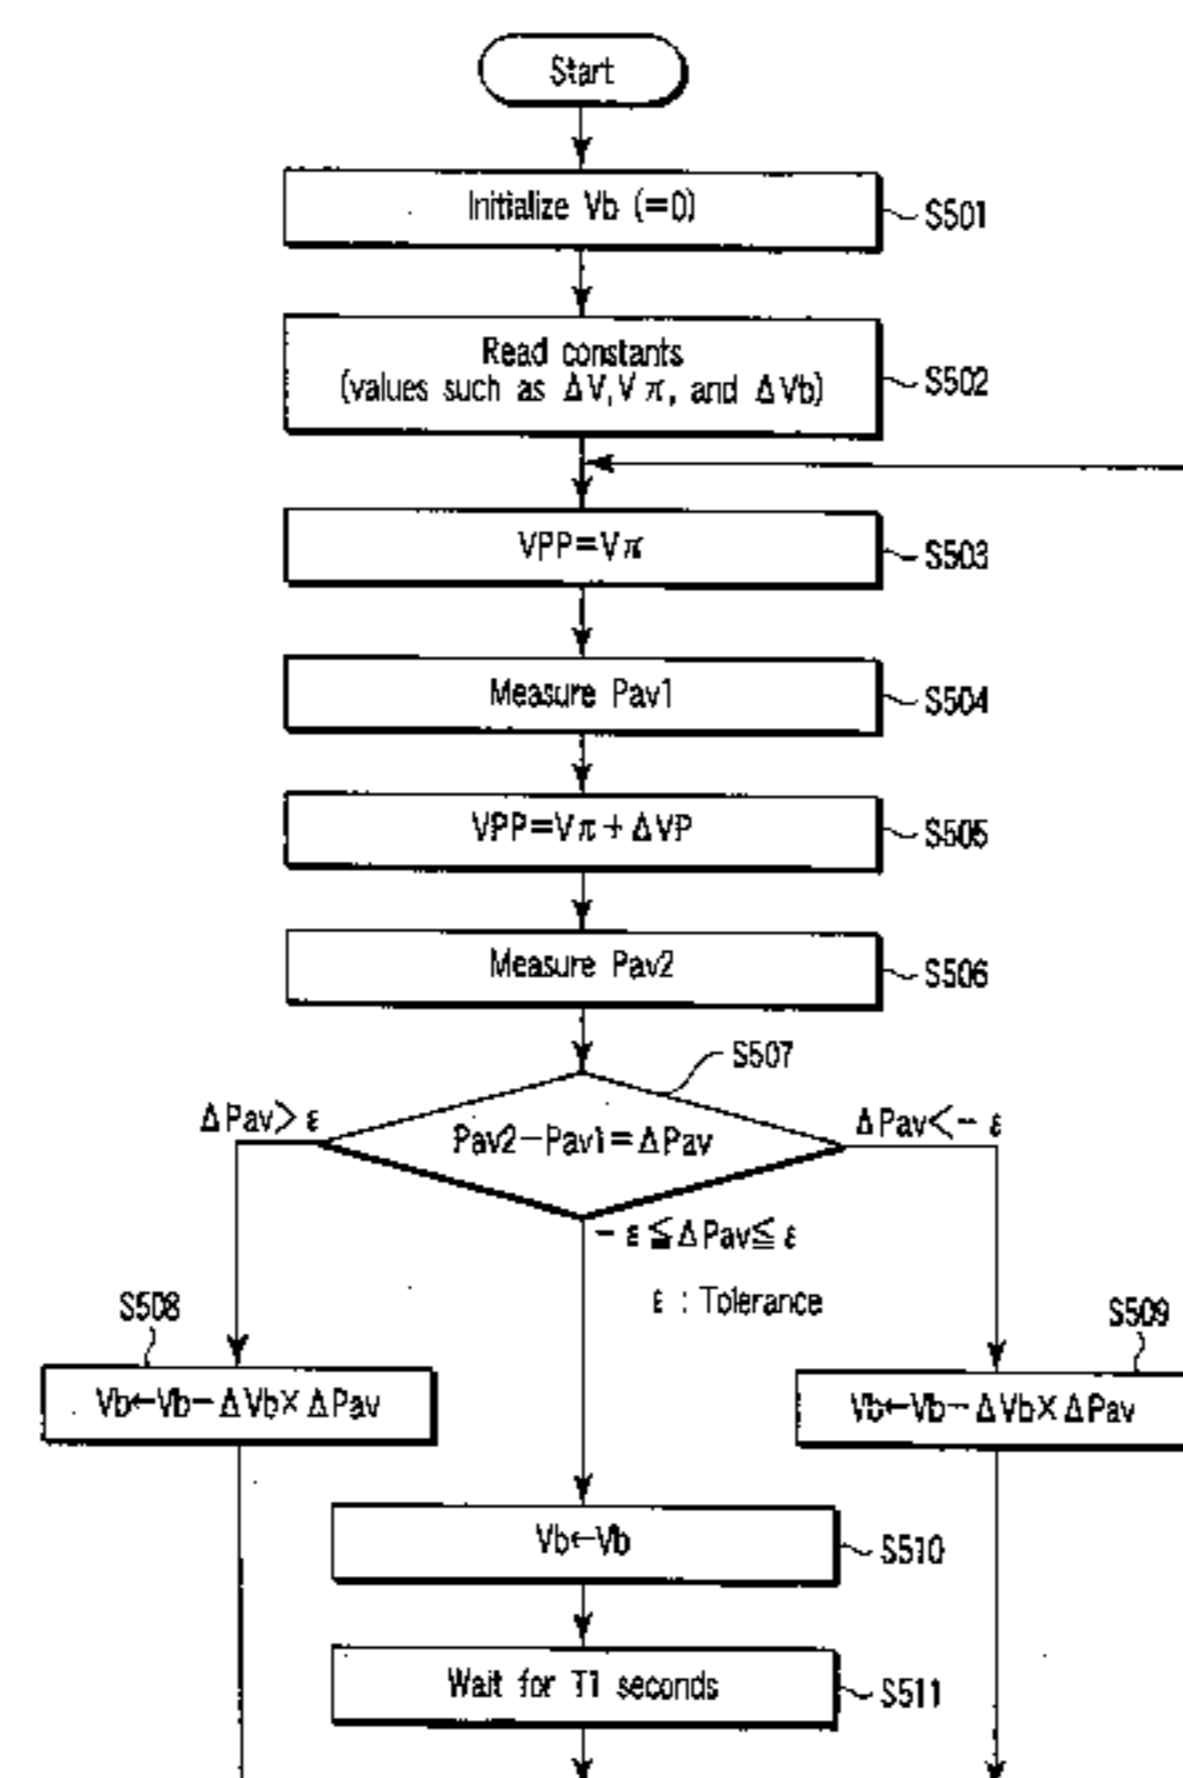 Start
Initialize Vb (=0)
S501
Read constants
(values such as ΔV, Vπ, and ΔVb)
S502
VPP=Vπ
S503
Measure Pav1
S504
VPP=Vπ+ΔVP
S505
Measure Pav2
S506
S507
ΔPav>ε
Pav2-Pav1=ΔPav
ΔPav<-ε
-ε≦ΔPav≦ε
ε : Tolerance
S508
S509
Vb←Vb-ΔVb×ΔPav
Vb←Vb-ΔVb×ΔPav
Vb←Vb
S510
Wait for T1 seconds
S511